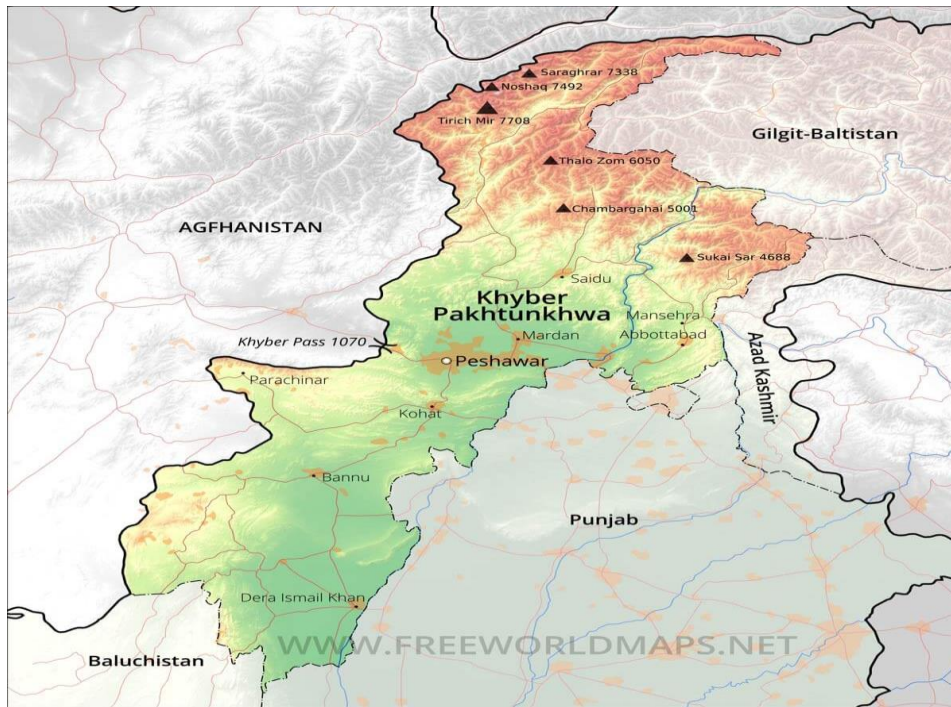 Saraghrar 7338
Noshaq 7492
Tirich Mir 7708
Gilgit-Baltistan
Thalo Zom 6050
Chambargahai 5001
AGFHANISTAN
Sukai Sar 4688
Saidu
Khyber
Pakhtunkhwa
Mansehra
Mardan
Abbottabad
Khyber Pass 1070
Azad Kashmir
Peshawar
Parachinar
Kohat
Bannu
Punjab
Dera Ismail Khan
WWW.FREEWORLDMAPS.NET
Baluchistan